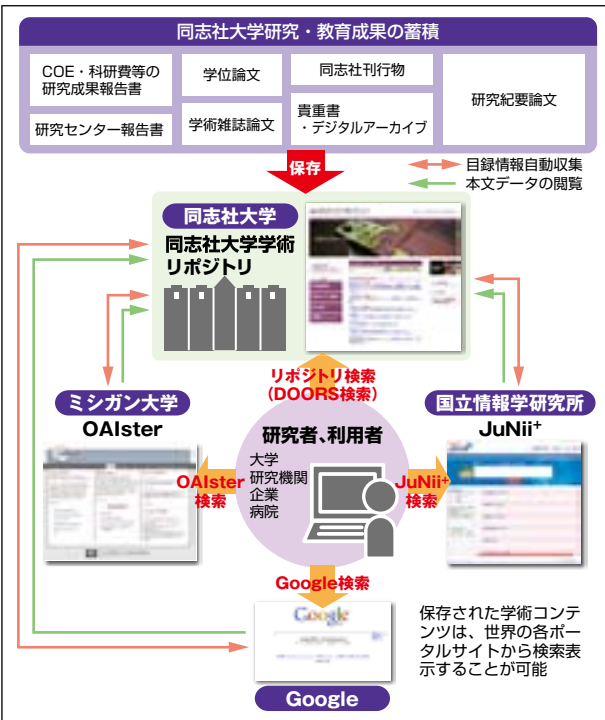 同志社大学研究・教育成果の蓄積
COE・科研費等の
研究成果報告書
学位論文
同志社刊行物
研究紀要論文
研究センター報告書
学術雑誌論文
貴重書
・デジタルアーカイブ
保存
目録情報自動収集
本文データの閲覧
同志社大学
同志社大学学術
リポジトリ
リポジトリ検索
(DOORS検索)
ミシガン大学
OAIster
国立情報学研究所
JuNii+
研究者、利用者
大学
研究機関
企業
病院
OAIster
検索
JuNii+
検索
Google検索
Google
保存された学術コンテ
ンツは、世界の各ポー
タルサイトから検索表
示することが可能
Google